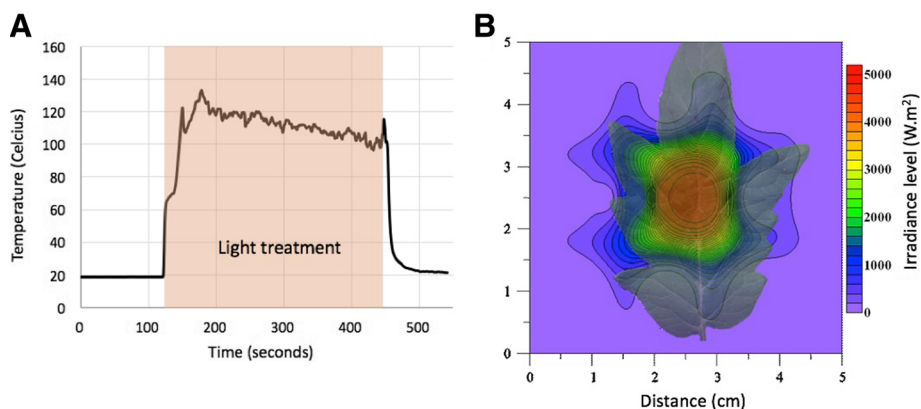 A
160
140
120
100
80
60
40
20
0
Temperature (Celcius)
Light treatment
0 100 200 300 400 500
Time (seconds)
B
5
4
3
2
1
0
0 1 2 3 4 5
Distance (cm)
5000
4000
3000
2000
1000
0
Irradiance level (W.m²)